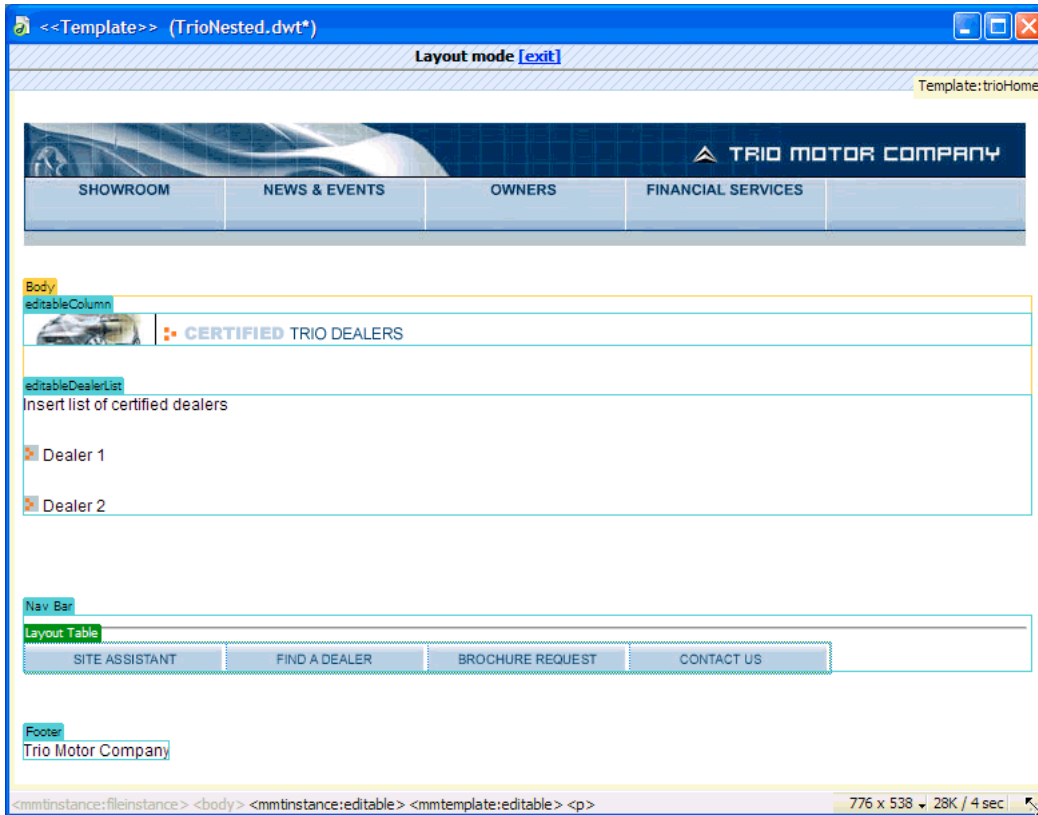 <<Template>> (TrioNested.dwt*)
Layout mode [exit]
Template:trioHome
TRIO MOTOR COMPANY
SHOWROOM NEWS & EVENTS OWNERS FINANCIAL SERVICES
Body
editableColumn
CERTIFIED TRIO DEALERS
editableDealerList
Insert list of certified dealers
Dealer 1
Dealer 2
Nav Bar
Layout Table
SITE ASSISTANT FIND A DEALER BROCHURE REQUEST CONTACT US
Footer
Trio Motor Company
<mmtinstance:fileinstance> <body> <mmtinstance:editable> <mmtemplate:editable> <p> 776 x 538 28K / 4 sec